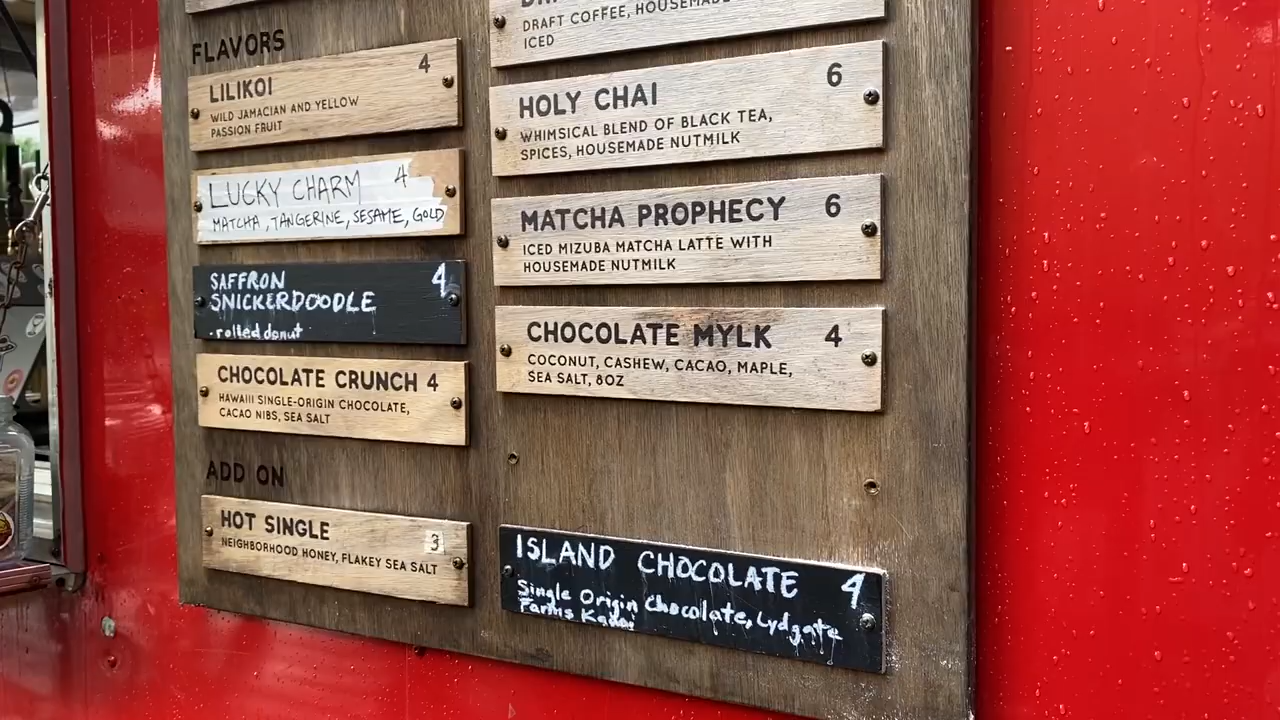 FLAVORS
LILIKOI 4
WILD JAMACIAN AND YELLOW
PASSION FRUIT
LUCKY CHARM 4
MATCHA, TANGERINE, SESAME, GOLD
SAFFRON 4
SNICKERDOODLE
. rolled donut
CHOCOLATE CRUNCH 4
HAWAIII SINGLE-ORIGIN CHOCOLATE,
CACAO NIBS, SEA SALT
ADD ON
HOT SINGLE 3
NEIGHBORHOOD HONEY, FLAKEY SEA SALT
DRAFT COFFEE, HOUSEMADE
ICED
HOLY CHAI 6
WHIMSICAL BLEND OF BLACK TEA,
SPICES, HOUSEMADE NUTMILK
MATCHA PROPHECY 6
ICED MIZUBA MATCHA LATTE WITH
HOUSEMADE NUTMILK
CHOCOLATE MYLK 4
COCONUT, CASHEW, CACAO, MAPLE,
SEA SALT, 8OZ
ISLAND CHOCOLATE 4
Single Origin Chocolate, Lydgate
Farms Kauai